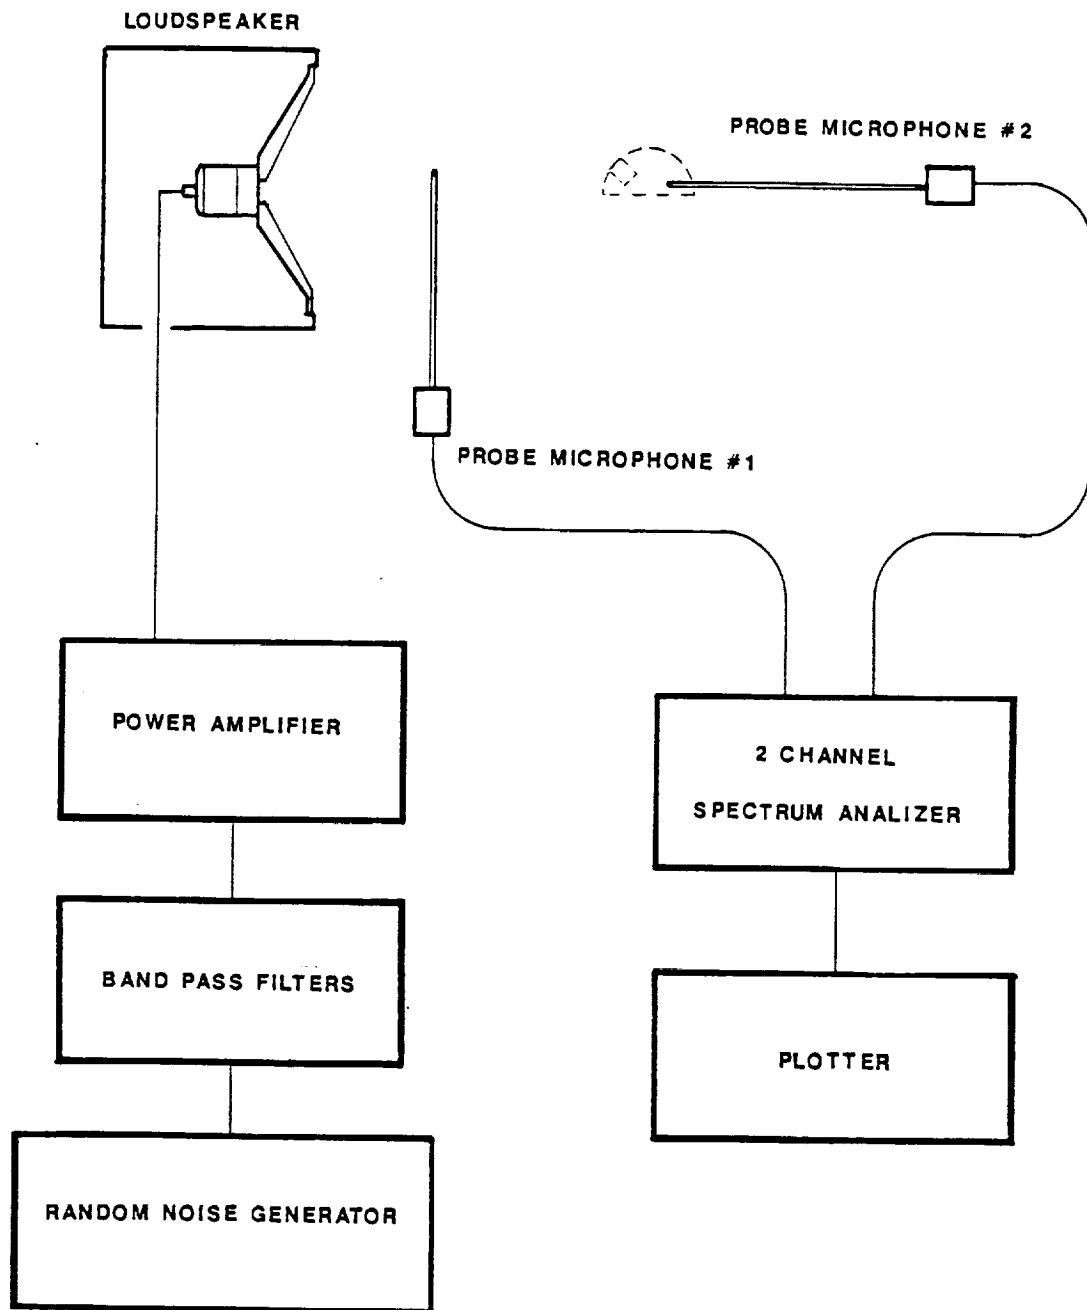 LOUDSPEAKER
PROBE MICROPHONE #2
PROBE MICROPHONE #1
POWER AMPLIFIER
2 CHANNEL
SPECTRUM ANALIZER
BAND PASS FILTERS
PLOTTER
RANDOM NOISE GENERATOR